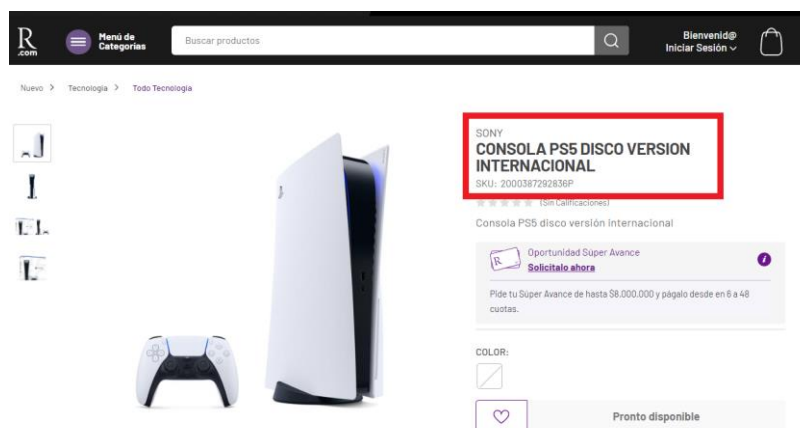 R
.com
Menú de
Categorías
Buscar productos
Bienvenid@
Iniciar Sesión
Nuevo > Tecnología > Todo Tecnología
SONY
CONSOLA PS5 DISCO VERSION
INTERNACIONAL
SKU: 2000387292836P
(Sin Calificaciones)
Consola PS5 disco versión internacional
R
Oportunidad Súper Avance
Solicítalo ahora
i
Pide tu Súper Avance de hasta $8.000.000 y págalo desde en 6 a 48
cuotas.
COLOR:
Pronto disponible